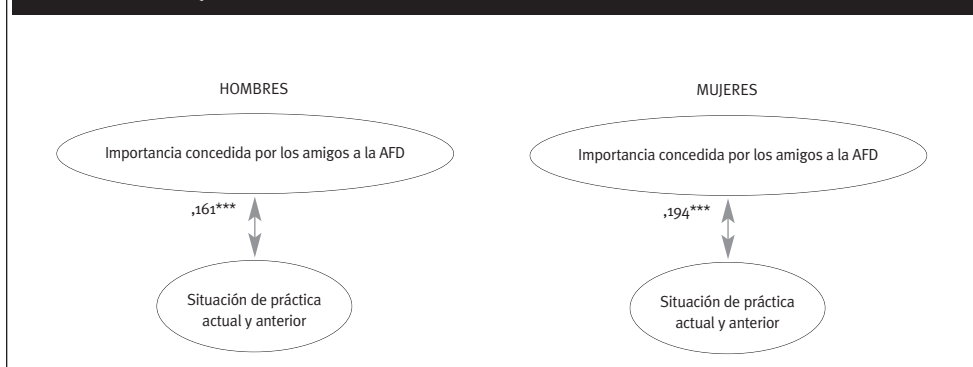 HOMBRES
Importancia concedida por los amigos a la AFD
,161***
Situación de práctica
actual y anterior
MUJERES
Importancia concedida por los amigos a la AFD
,194***
Situación de práctica
actual y anterior